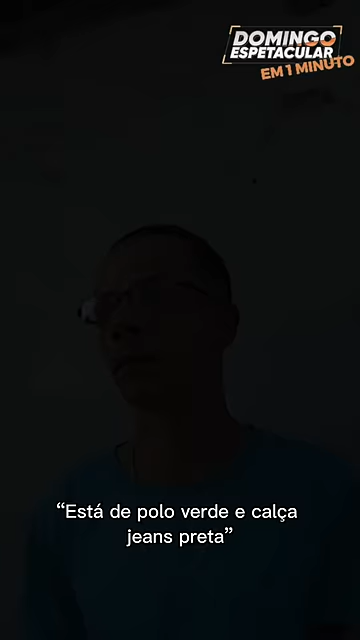 DOMINGO
ESPETACULAR
EM 1 MINUTO
“Está de polo verde e calça
jeans preta”